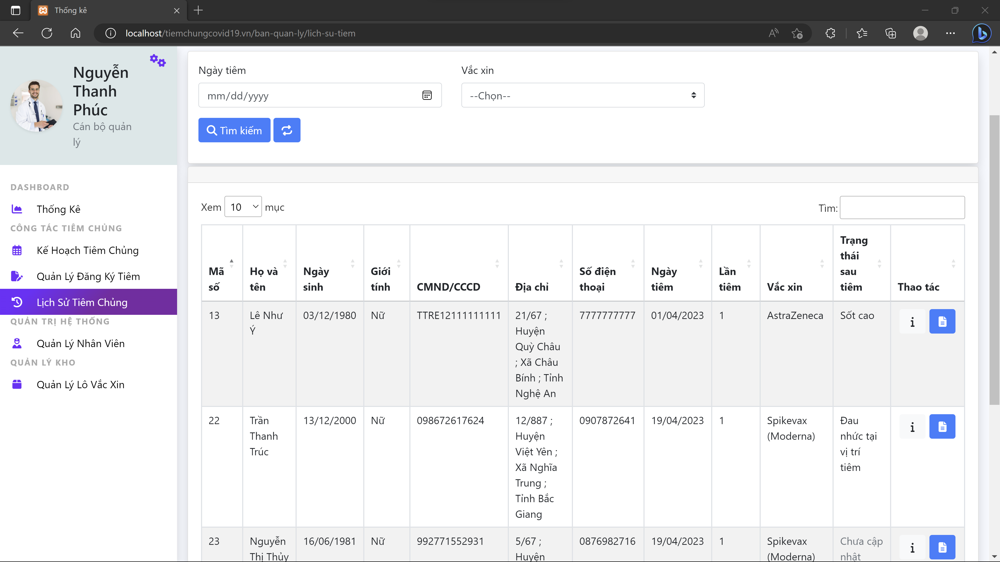 Thống kê
localhost/tiemchungcovid19.vn/ban-quan-ly/lich-su-tiem
Nguyễn
Thanh
Phúc
Cán bộ quản
lý
DASHBOARD
Thống Kê
CÔNG TÁC TIÊM CHỦNG
Kế Hoạch Tiêm Chủng
Quản Lý Đăng Ký Tiêm
Lịch Sử Tiêm Chủng
QUẢN TRỊ HỆ THỐNG
Quản Lý Nhân Viên
QUẢN LÝ KHO
Quản Lý Lô Vắc Xin
Ngày tiêm
mm/dd/yyyy
Vắc xin
--Chọn--
Tìm kiếm
Xem 10 mục
Tìm:
Mã
số
Họ và
tên
Ngày
sinh
Giới
tính
CMND/CCCD
Địa chỉ
Số điện
thoại
Ngày
tiêm
Lần
tiêm
Vắc xin
Trạng
thái
sau
tiêm
Thao tác
13
Lê Như
Ý
03/12/1980
Nữ
TTRE12111111111
21/67 ;
Huyện
Quỳ Châu
; Xã Châu
Bính ; Tỉnh
Nghệ An
7777777777
01/04/2023
1
AstraZeneca
Sốt cao
22
Trần
Thanh
Trúc
13/12/2000
Nữ
098672617624
12/887 ;
Huyện
Việt Yên ;
Xã Nghĩa
Trung ;
Tỉnh Bắc
Giang
0907872641
19/04/2023
1
Spikevax
(Moderna)
Đau
nhức tại
vị trí
tiêm
23
Nguyễn
Thị Thủy
16/06/1981
Nữ
992771552931
5/67 ;
Huyện
0876982716
19/04/2023
1
Spikevax
(Moderna)
Chưa cập
nhật